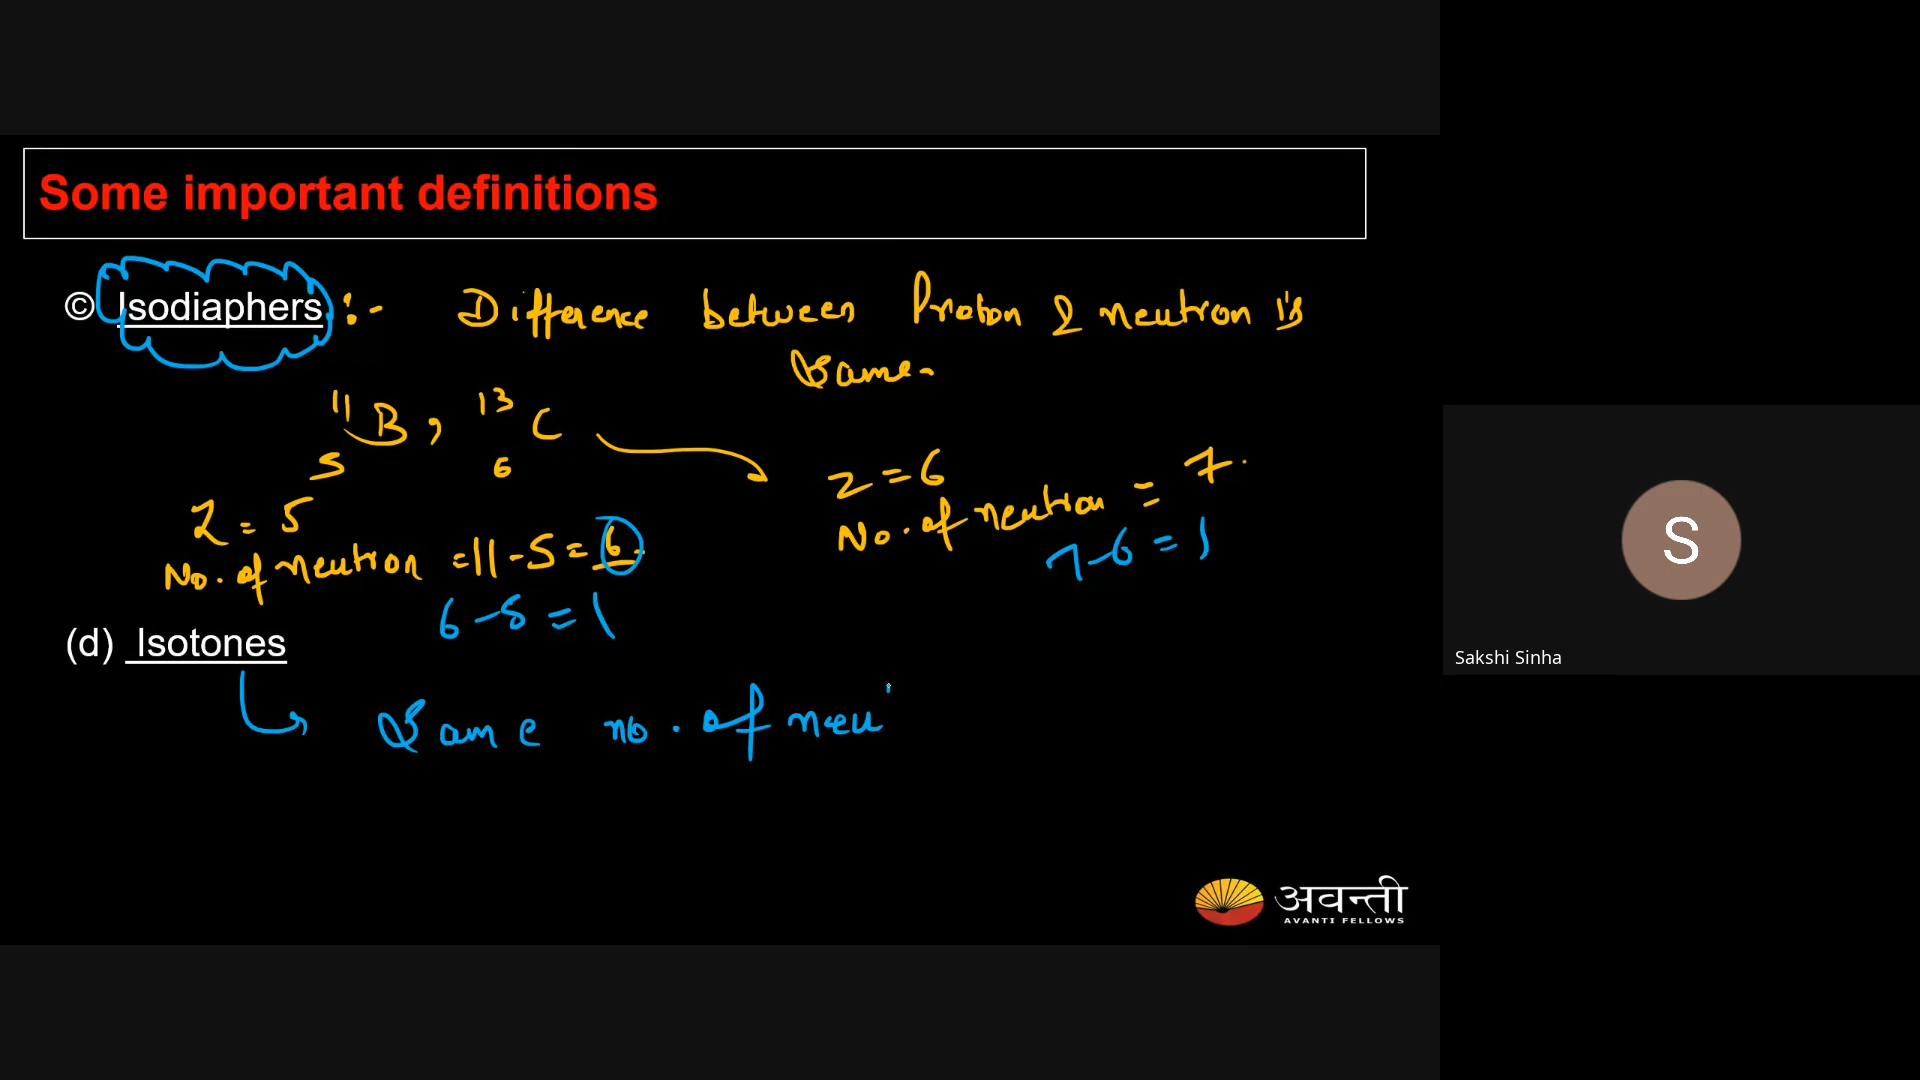 Some important definitions
© Isodiaphers :- Difference between Proton & neutron is
Same.
11 B , 13 C
5 6
Z = 5
No. of neutron = 11 - 5 = 6
6 - 5 = 1
Z = 6
No. of neutron = 7.
7 - 6 = 1
(d) Isotones
Same no. of neu
S
Sakshi Sinha
अवन्ती
AVANTI FELLOWS